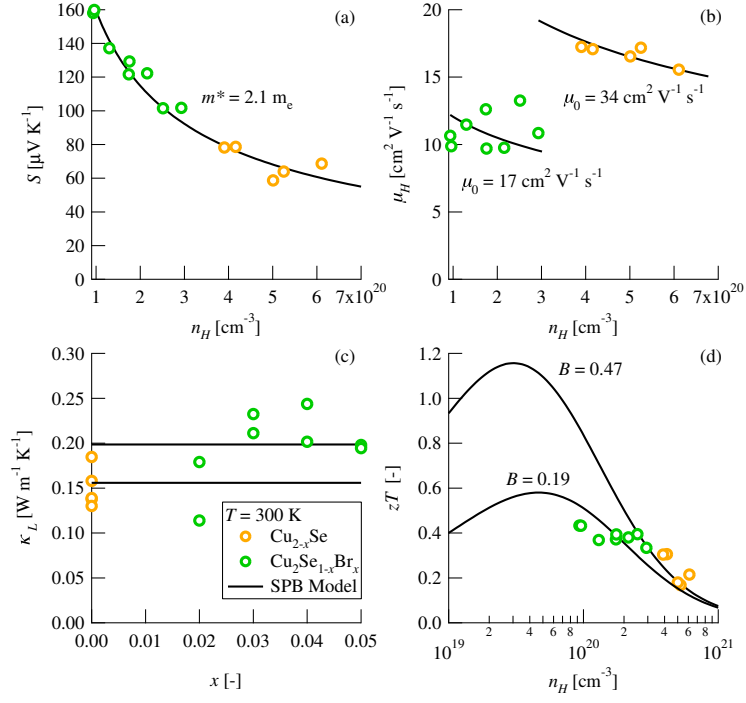 (a)
160
140
120
100
80
60
40
20
0
S [µV K⁻¹]
m* = 2.1 mₑ
1 2 3 4 5 6 7x10²⁰
n_H [cm⁻³]
(b)
20
15
10
5
0
µ_H [cm² V⁻¹ s⁻¹]
µ₀ = 34 cm² V⁻¹ s⁻¹
µ₀ = 17 cm² V⁻¹ s⁻¹
1 2 3 4 5 6 7x10²⁰
n_H [cm⁻³]
(c)
0.30
0.25
0.20
0.15
0.10
0.05
0.00
κ_L [W m⁻¹ K⁻¹]
T = 300 K
Cu₂₋ₓSe
Cu₂Se₁₋ₓBrₓ
SPB Model
0.00 0.01 0.02 0.03 0.04 0.05
x [-]
(d)
1.2
1.0
0.8
0.6
0.4
0.2
0.0
zT [-]
B = 0.47
B = 0.19
10¹⁹ 2 4 6 8 10²⁰ 2 4 6 8 10²¹
n_H [cm⁻³]